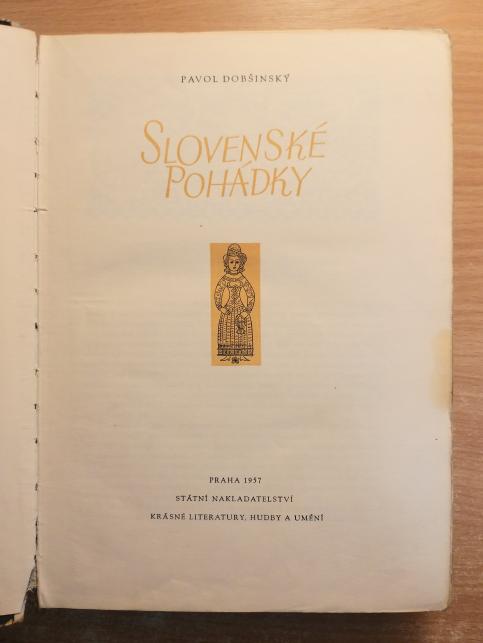 PAVOL DOBŠINSKÝ
SLOVENSKÉ
POHÁDKY
PRAHA 1957
STÁTNÍ NAKLADATELSTVÍ
KRÁSNÉ LITERATURY, HUDBY A UMĚNÍ